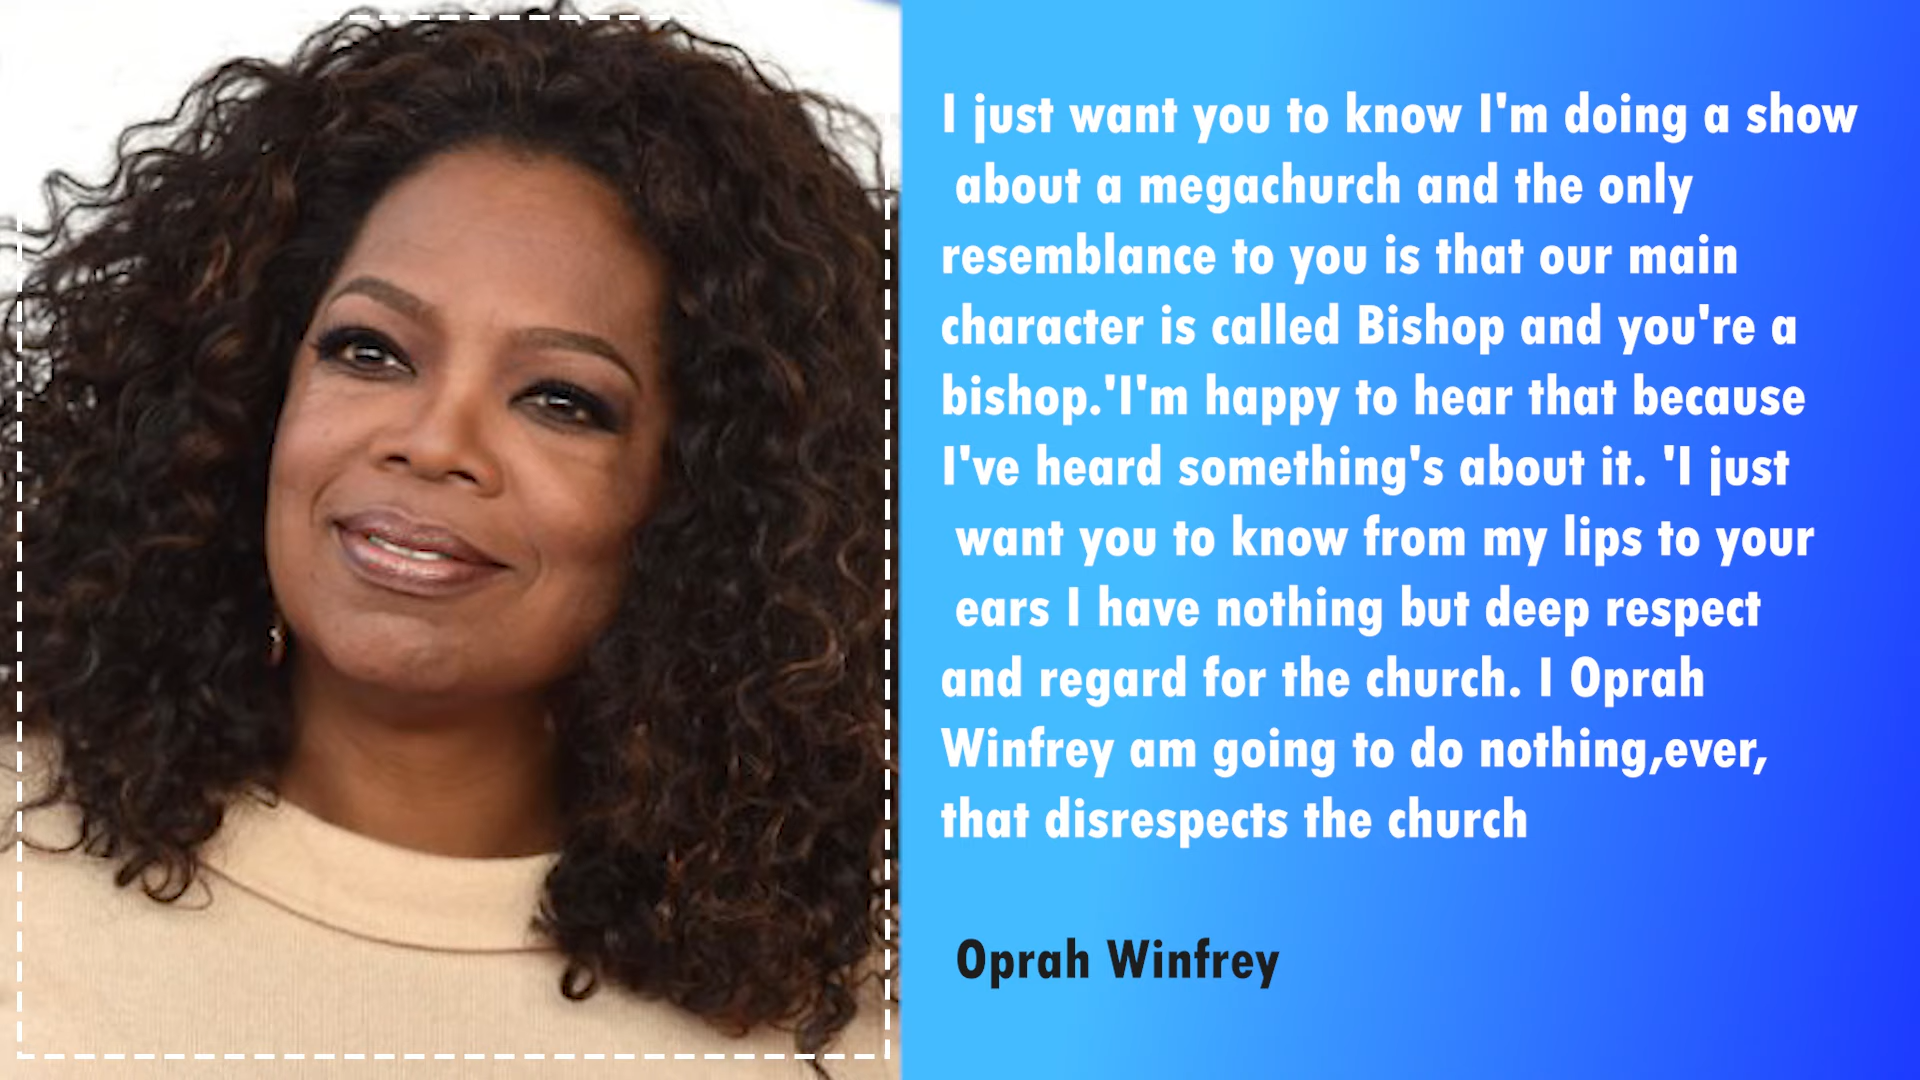 I just want you to know I'm doing a show
about a megachurch and the only
resemblance to you is that our main
character is called Bishop and you're a
bishop.'I'm happy to hear that because
I've heard something's about it. 'I just
want you to know from my lips to your
ears I have nothing but deep respect
and regard for the church. I Oprah
Winfrey am going to do nothing,ever,
that disrespects the church
Oprah Winfrey